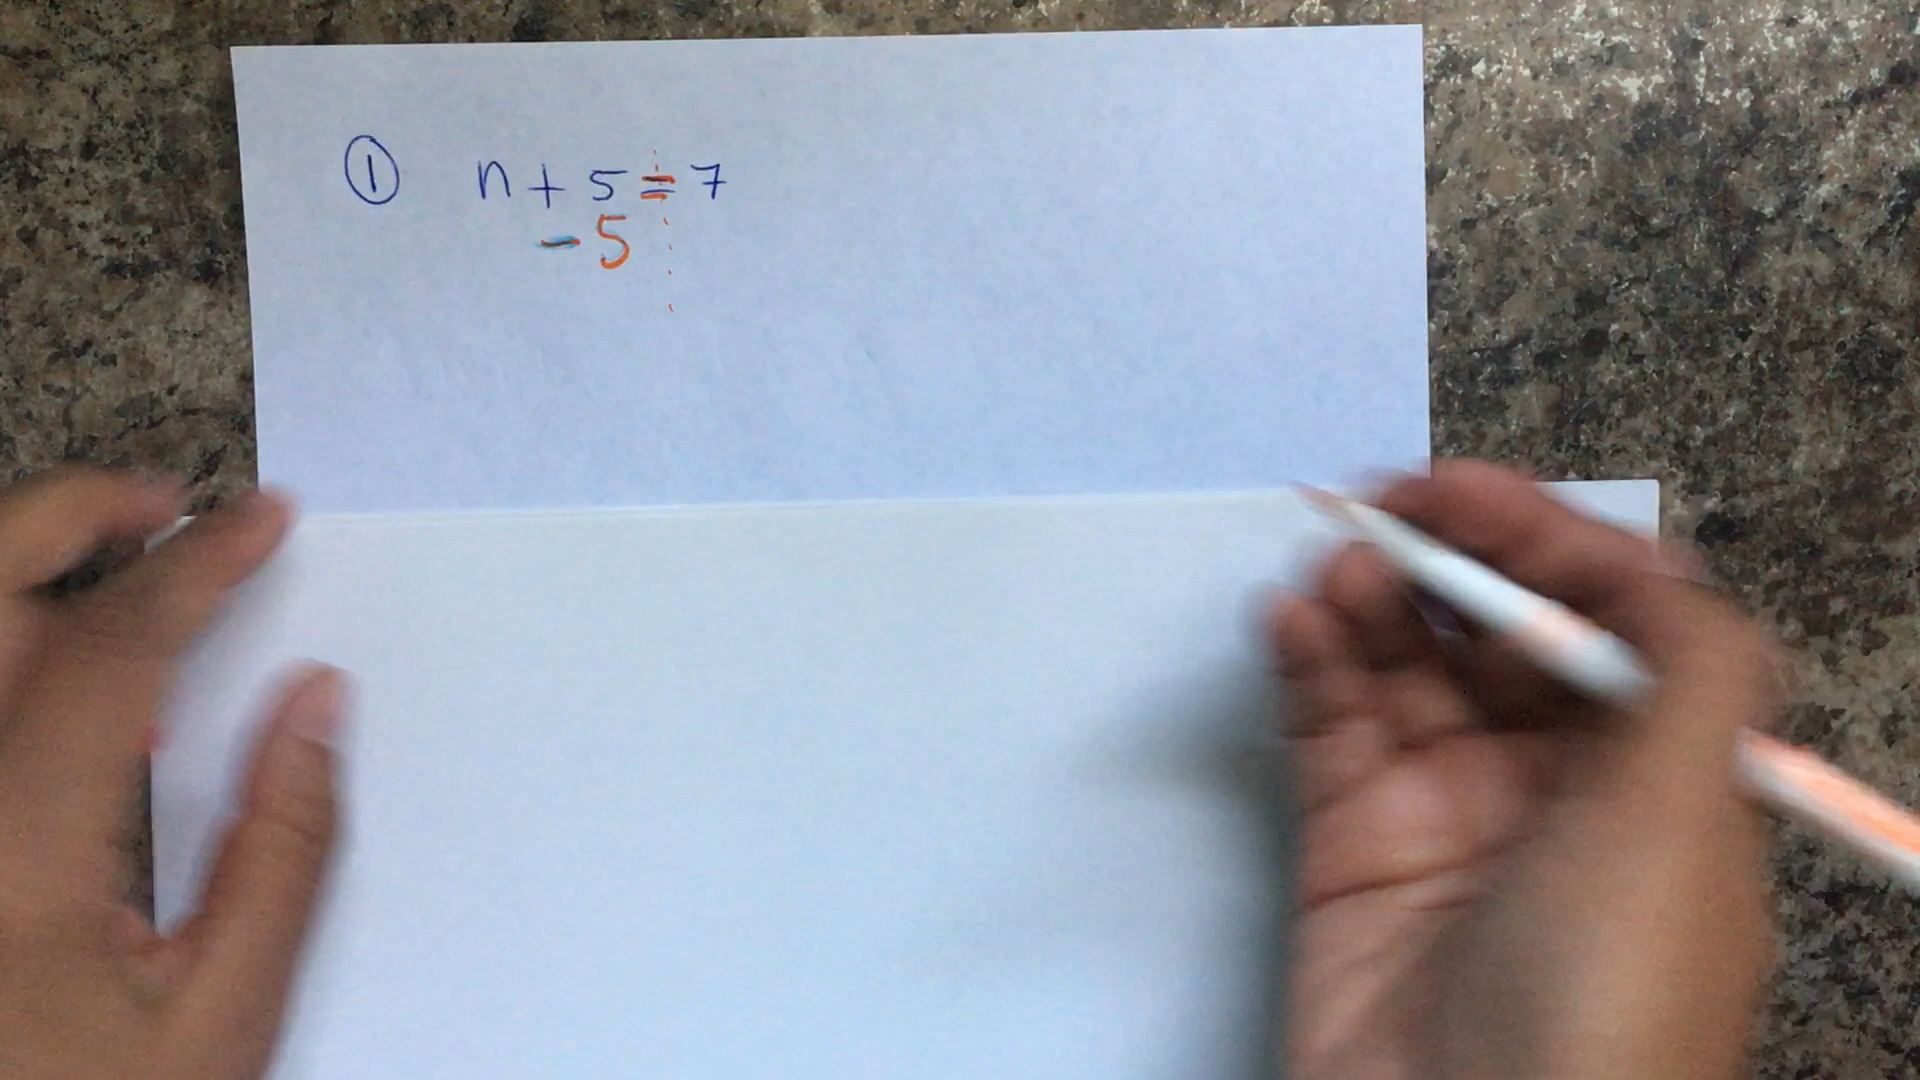 ① n + 5 = 7
- 5